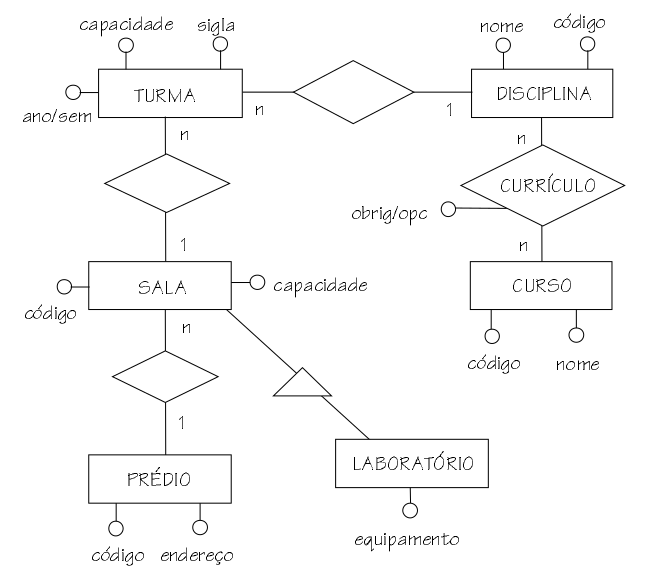 capacidade sigla nome código
TURMA DISCIPLINA
ano/sem n 1
n n
CURRÍCULO
obrig/opc
1 n
SALA capacidade CURSO
código
n
código nome
1
LABORATÓRIO
PRÉDIO
equipamento
código endereço